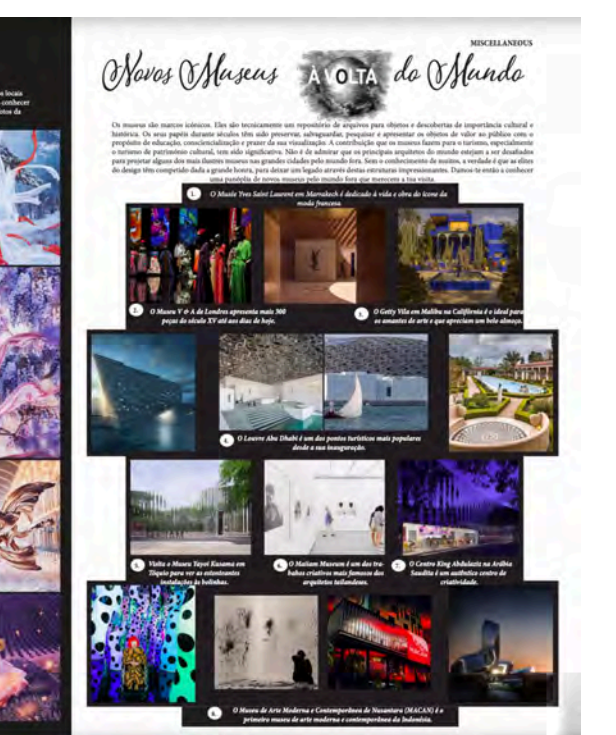 s locais
conhecer
tos da
MISCELLANEOUS
Novos Museus À VOLTA do Mundo
Os museus são marcos icónicos. Eles são tecnicamente um repositório de arquivos para objetos e descobertas de importância cultural e
histórica. Os seus papéis durante séculos têm sido preservar, salvaguardar, pesquisar e apresentar os objetos de valor ao público com o
propósito de educação, consciencialização e prazer da sua visualização. A contribuição que os museus fazem para o turismo, especialmente
o turismo de património cultural, tem sido significativa. Não é de admirar que os principais arquitetos do mundo estejam a ser desafiados
para projetar alguns dos mais ilustres museus nas grandes cidades pelo mundo fora. Sem o conhecimento de muitos, a verdade é que as elites
do design têm competido dada a grande honra, para deixar um legado através destas estruturas impressionantes. Damos-te então a conhecer
uma panóplia de novos museus pelo mundo fora que merecem a tua visita.
1. O Musée Yves Saint Laurent em Marrakech é dedicado à vida e obra do ícone da
moda francesa.
2. O Museu V & A de Londres apresenta mais 300
peças do século XV até aos dias de hoje.
3. O Getty Vila em Malibu na Califórnia é o ideal para
os amantes de arte e que apreciam um belo almoço.
4. O Louvre Abu Dhabi é um dos pontos turísticos mais populares
desde a sua inauguração.
5. Visita o Museu Yayoi Kusama em
Tóquio para ver as estonteantes
instalações às bolinhas.
6. O Maiiam Museum é um dos tra-
balhos criativos mais famosos dos
arquitetos tailandeses.
7. O Centro King Abdulaziz na Arábia
Saudita é um autêntico centro de
criatividade.
8. O Museu de Arte Moderna e Contemporânea de Nusantara (MACAN) é o
primeiro museu de arte moderna e contemporânea da Indonésia.